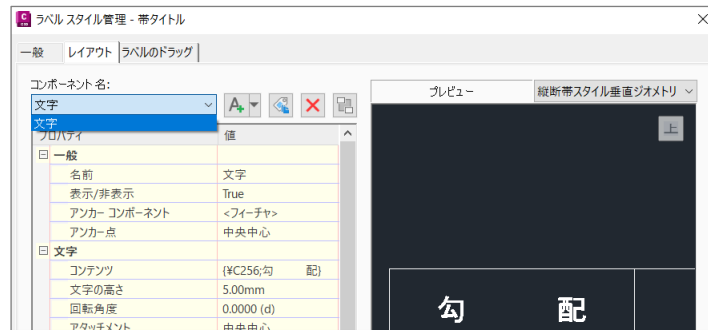 ラベル スタイル管理 - 帯タイトル
一般 レイアウト ラベルのドラッグ
コンポーネント名:
文字
文字
プロパティ 値
一般
名前 文字
表示/非表示 True
アンカー コンポーネント <フィーチャ>
アンカー点 中央中心
文字
コンテンツ {¥C256;勾 配}
文字の高さ 5.00mm
回転角度 0.0000 (d)
アタッチメント 中央中心
プレビュー 縦断帯スタイル垂直ジオメトリ
上
勾 配